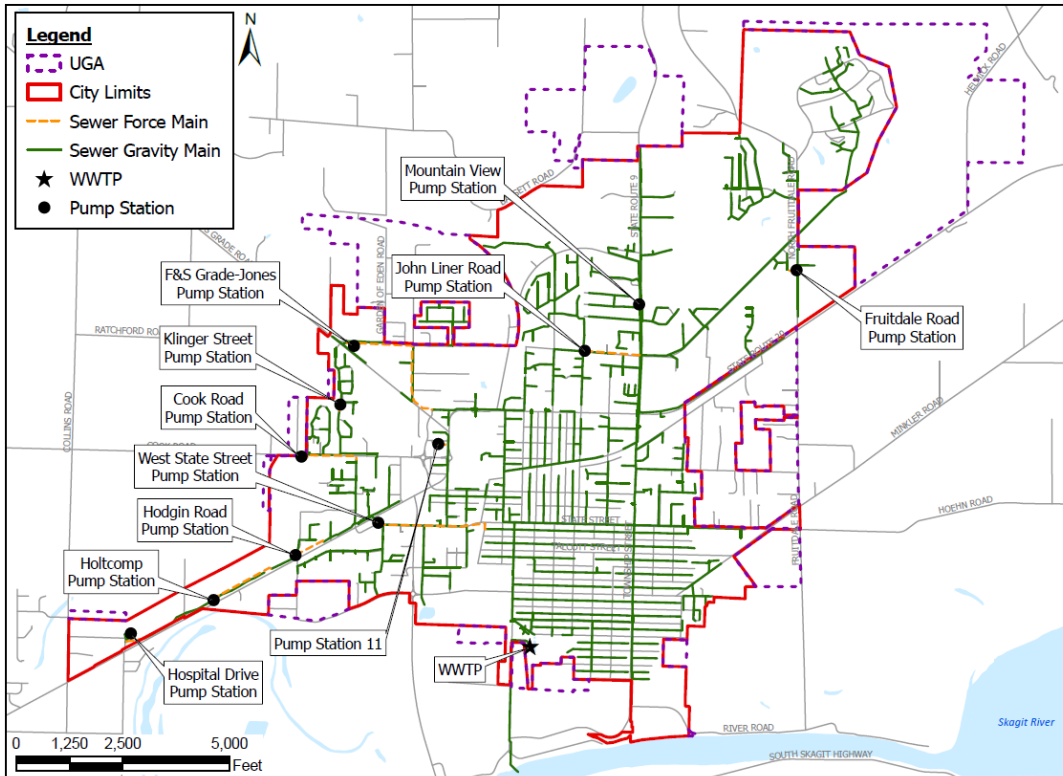 Legend
UGA
City Limits
Sewer Force Main
Sewer Gravity Main
WWTP
Pump Station
N
HELMICK ROAD
Mountain View
Pump Station
STATE ROUTE 9
NORTH FRUITDALE ROAD
ROAD
GRADE ROAD
GARDEN OF EDEN ROAD
F&S Grade-Jones
Pump Station
John Liner Road
Pump Station
Fruitdale Road
Pump Station
RATCHFORD RO
Klinger Street
Pump Station
STATE ROUTE 20
COLLINS ROAD
Cook Road
Pump Station
MINKLER ROAD
West State Street
Pump Station
Hodgin Road
Pump Station
STATE STREET
TALCOTT STREET
TOWNSHIP STREET
HOEHN ROAD
FRUITDALE ROAD
Holtcomp
Pump Station
Pump Station 11
WWTP
Hospital Drive
Pump Station
Skagit River
RIVER ROAD
SOUTH SKAGIT HIGHWAY
0 1,250 2,500 5,000
Feet